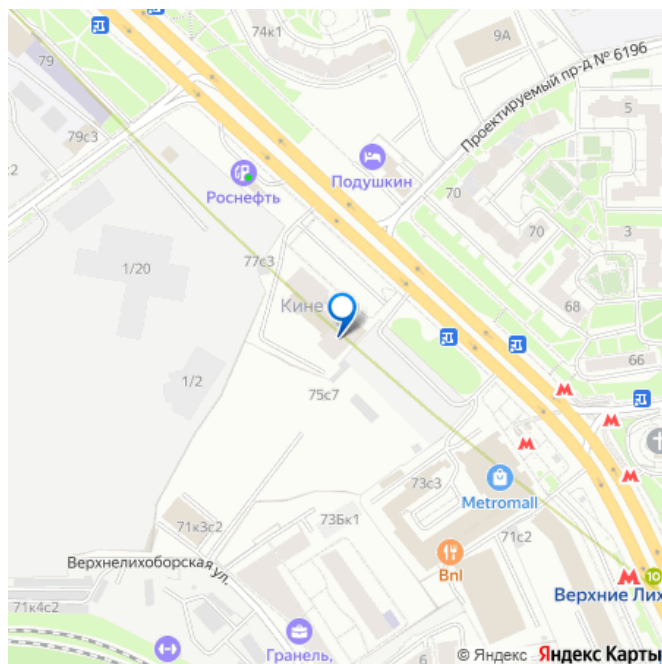 74к1
9А
79
Проектируемый пр-д № 6196
5
79с3
Роснефть
Подушкин
70
70
3
1/20
77с3
Кине
68
66
1/2
75с7
73с3
Metromall
71к3с2
73Бк1
71с2
Верхнелихоборская ул.
Bnl
10
Верхние Лих
71к4с2
Гранель,
6
© Яндекс Яндекс Карты